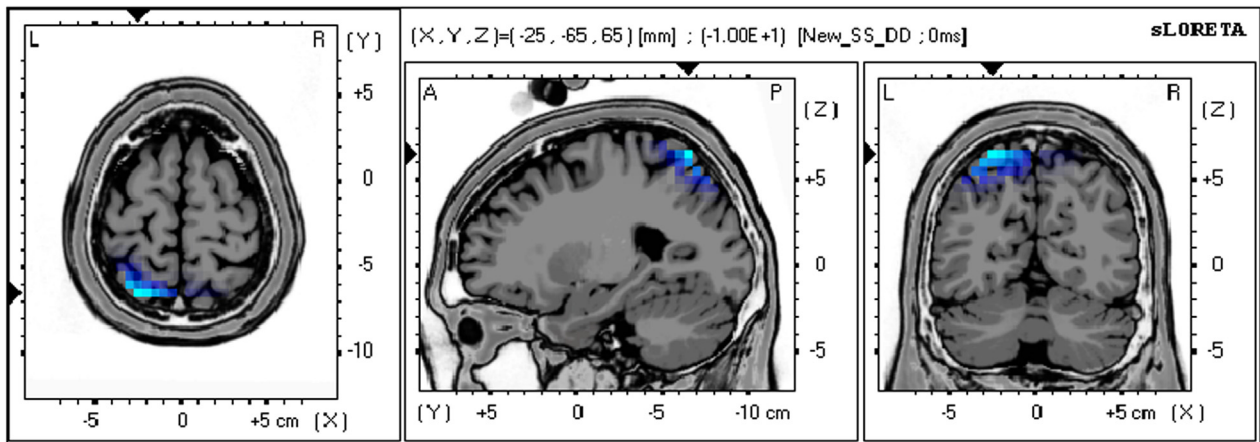 (X,Y,Z)=(-25,-65,65) [mm] ; (-1.00E+1) [New_SS_DD ; 0ms] sLORETA
L R (Y)
+5
0
-5
-10
-5 0 +5 cm (X)
A P (Z)
+5
0
-5
(Y) +5 0 -5 -10 cm
L R (Z)
+5
0
-5
-5 0 +5 cm (X)